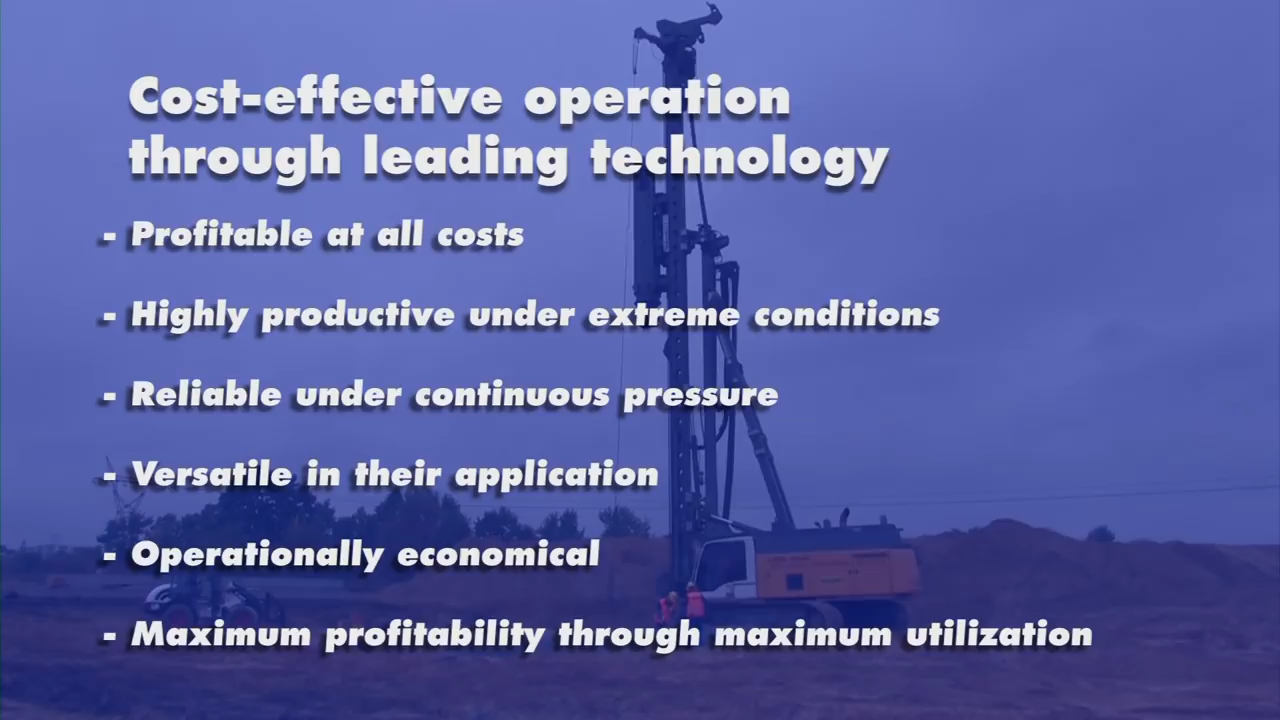 Cost-effective operation
through leading technology
- Profitable at all costs
- Highly productive under extreme conditions
- Reliable under continuous pressure
- Versatile in their application
- Operationally economical
- Maximum profitability through maximum utilization